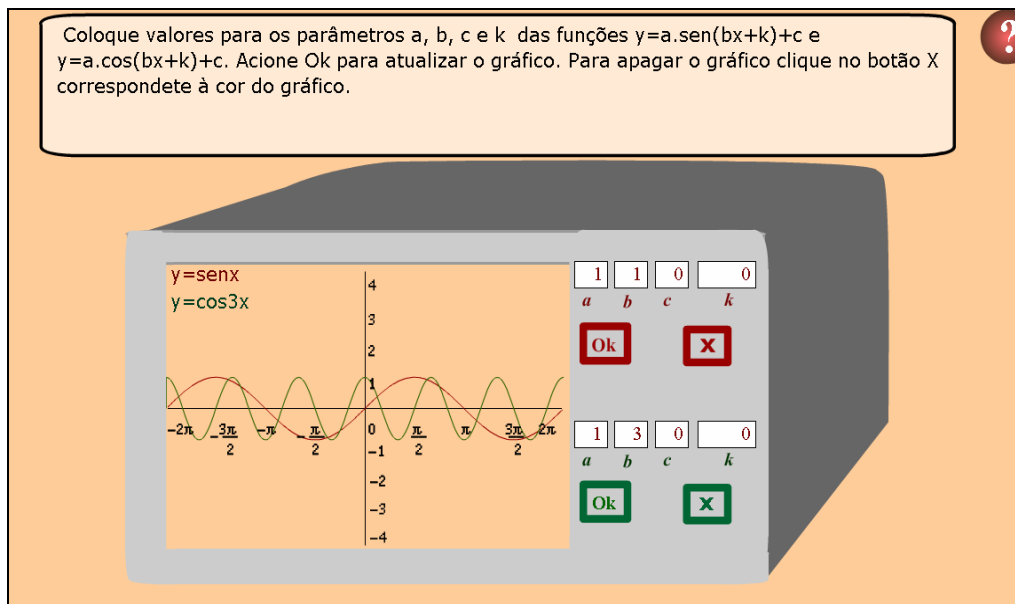 Coloque valores para os parâmetros a, b, c e k das funções y=a.sen(bx+k)+c e
y=a.cos(bx+k)+c. Acione Ok para atualizar o gráfico. Para apagar o gráfico clique no botão X
correspondete à cor do gráfico.
?
y=senx
y=cos3x
4
3
2
1
-2π -3π/2 -π -π/2 0 π/2 π 3π/2 2π
-1
-2
-3
-4
1 1 0 0
a b c k
Ok X
1 3 0 0
a b c k
Ok X